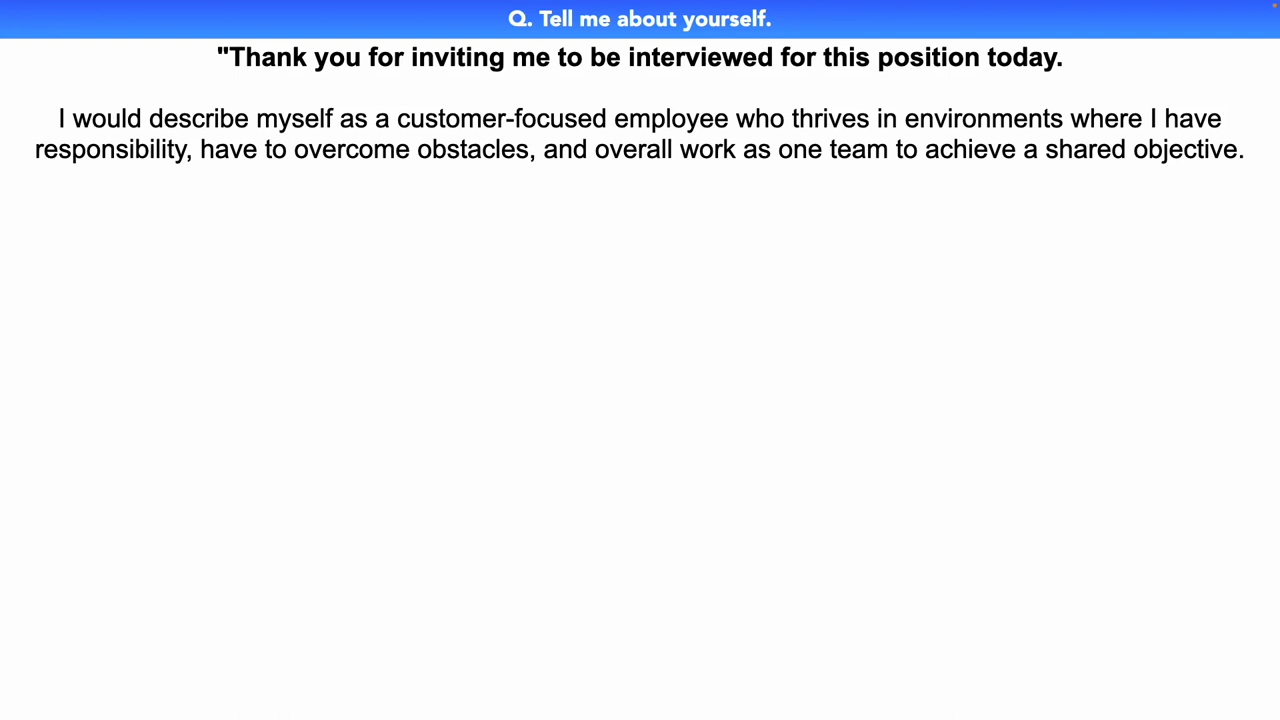 Q. Tell me about yourself.
"Thank you for inviting me to be interviewed for this position today.
I would describe myself as a customer-focused employee who thrives in environments where I have
responsibility, have to overcome obstacles, and overall work as one team to achieve a shared objective.